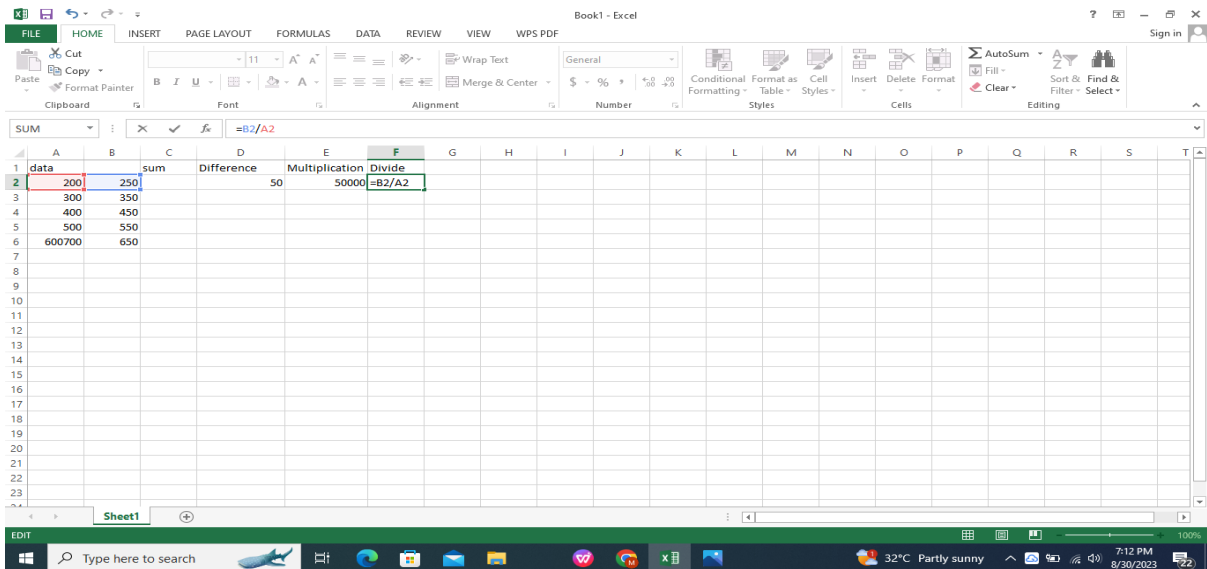 Book1 - Excel
? 
FILE HOME INSERT PAGE LAYOUT FORMULAS DATA REVIEW VIEW WPS PDF Sign in
Cut
Copy
Format Painter
Paste
Clipboard
11 A A
B I U A
Font
Wrap Text
Merge & Center
Alignment
General
$ % , .0 .00
Number
Conditional Formatting
Format as Table
Cell Styles
Styles
Insert Delete Format
Cells
AutoSum
Fill
Clear
Sort & Filter
Find & Select
Editing
SUM fx =B2/A2
A B C D E F G H I J K L M N O P Q R S T
1 data sum Difference Multiplication Divide
2 200 250 50 50000 =B2/A2
3 300 350
4 400 450
5 500 550
6 600700 650
7
8
9
10
11
12
13
14
15
16
17
18
19
20
21
22
23
Sheet1
EDIT 100%
Type here to search 32°C Partly sunny 7:12 PM
8/30/2023 22